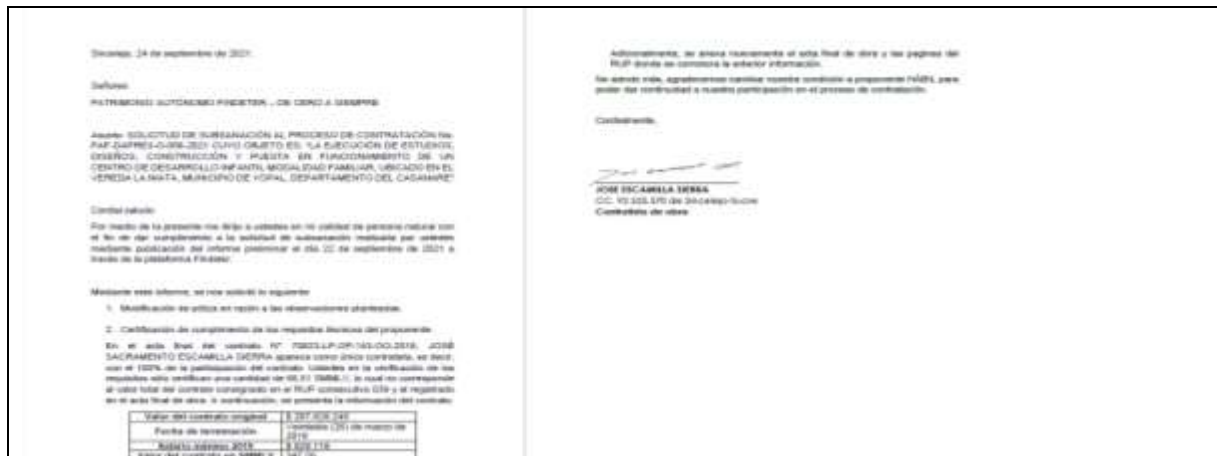 Sincelejo, 24 de septiembre de 2021.
Señores
PATRIMONIO AUTÓNOMO FINDETER – DE CERO A SIEMPRE
Asunto: SOLICITUD DE SUBSANACIÓN AL PROCESO DE CONTRATACIÓN No.
CUYO OBJETO ES: "LA EJECUCIÓN DE ESTUDIOS,
DISEÑOS, CONSTRUCCIÓN Y PUESTA EN FUNCIONAMIENTO DE UN
CENTRO DE DESARROLLO INFANTIL MODALIDAD FAMILIAR, UBICADO EN EL
VEREDA LA NIATA, MUNICIPIO DE YOPAL, DEPARTAMENTO DEL CASANARE"
Cordial saludo.
Por medio de la presente me dirijo a ustedes en mi calidad de persona natural con
el fin de dar cumplimiento a la solicitud de subsanación realizada por ustedes
mediante publicación del informe preliminar el día 22 de septiembre de 2021 a
través de la plataforma Findeter.
Mediante este informe, se nos solicitó lo siguiente
1. Modificación de póliza en razón a las observaciones planteadas.
2. Certificación de cumplimiento de los requisitos técnicos del proponente
En el acta final del contrato N° JOSÉ
SACRAMENTO ESCAMILLA SIERRA aparece como único contratista, es decir,
con el 100% de la participación del contrato. Ustedes en la verificación de los
requisitos sólo certifican una cantidad de SMMLV, lo cual no corresponde
al valor total del contrato consignado en el RUP consecutivo y el registrado
en el acta final de obra. A continuación, se presenta la información del contrato:
Valor del contrato original
Fecha de terminación de marzo de
2019
Salario mínimo 2019
Valor del contrato en SMMLV
Adicionalmente, se anexa nuevamente el acta final de obra y las páginas del
RUP donde se corrobora la anterior información.
No siendo más, agradecemos cambiar nuestra condición a proponente HÁBIL para
poder dar continuidad a nuestra participación en el proceso de contratación.
Cordialmente,
JOSE ESCAMILLA SIERRA
CC. de Sincelejo-Sucre
Contratista de obra